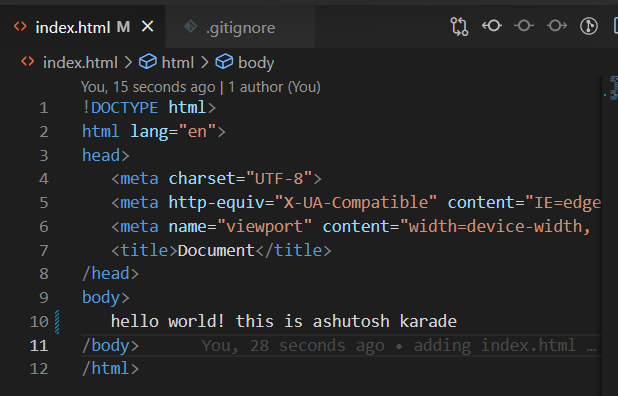 index.html M
.gitignore
index.html > html > body
You, 15 seconds ago | 1 author (You)
1 !DOCTYPE html>
2 html lang="en">
3 head>
4 <meta charset="UTF-8">
5 <meta http-equiv="X-UA-Compatible" content="IE=edge
6 <meta name="viewport" content="width=device-width,
7 <title>Document</title>
8 /head>
9 body>
10 hello world! this is ashutosh karade
11 /body> You, 28 seconds ago • adding index.html …
12 /html>